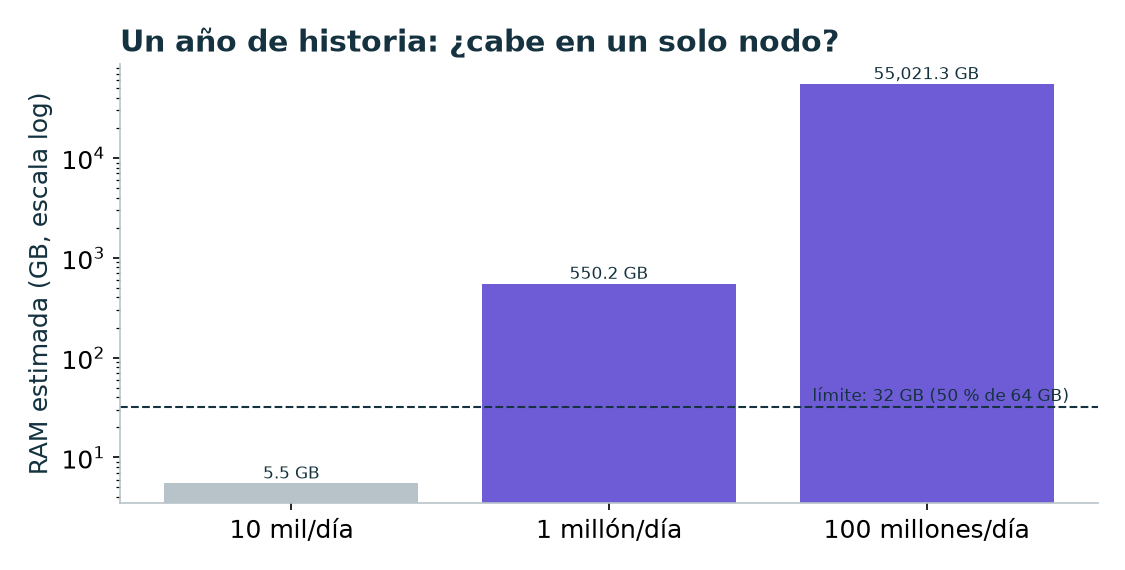 Un año de historia: ¿cabe en un solo nodo?
RAM estimada (GB, escala log)
10⁴
10³
10²
10¹
55,021.3 GB
550.2 GB
5.5 GB
límite: 32 GB (50 % de 64 GB)
10 mil/día
1 millón/día
100 millones/día